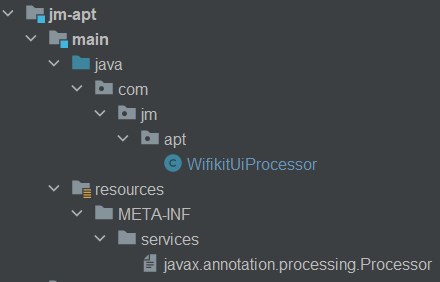 jm-apt
main
java
com
jm
apt
WifikitUiProcessor
resources
META-INF
services
javax.annotation.processing.Processor